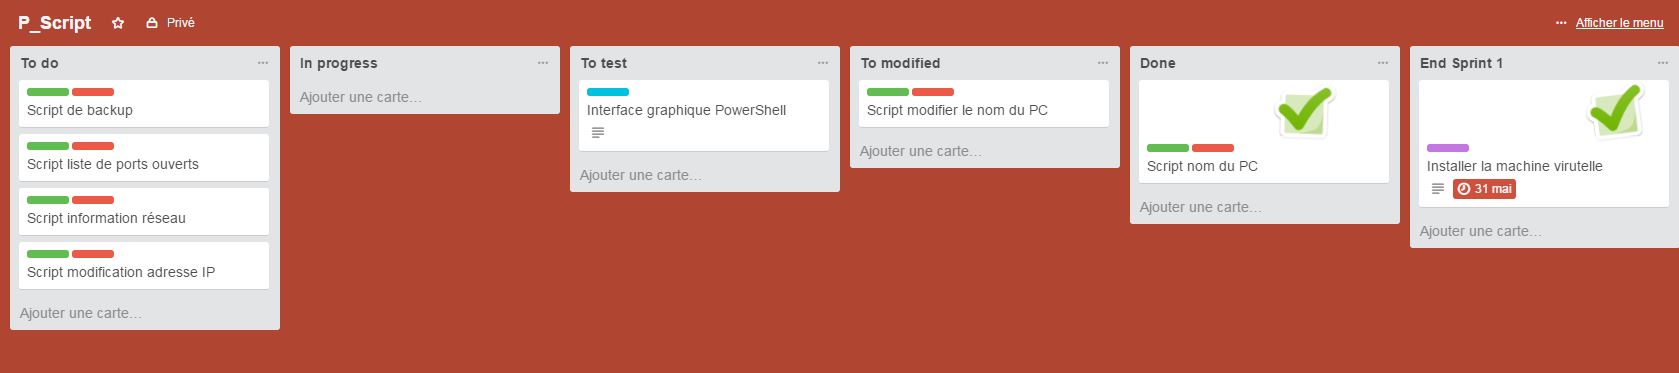 P_Script
Privé
Afficher le menu
To do
Script de backup
Script liste de ports ouverts
Script information réseau
Script modification adresse IP
Ajouter une carte…
In progress
Ajouter une carte…
To test
Interface graphique PowerShell
Ajouter une carte…
To modified
Script modifier le nom du PC
Ajouter une carte…
Done
Script nom du PC
Ajouter une carte…
End Sprint 1
Installer la machine virutelle
31 mai
Ajouter une carte…